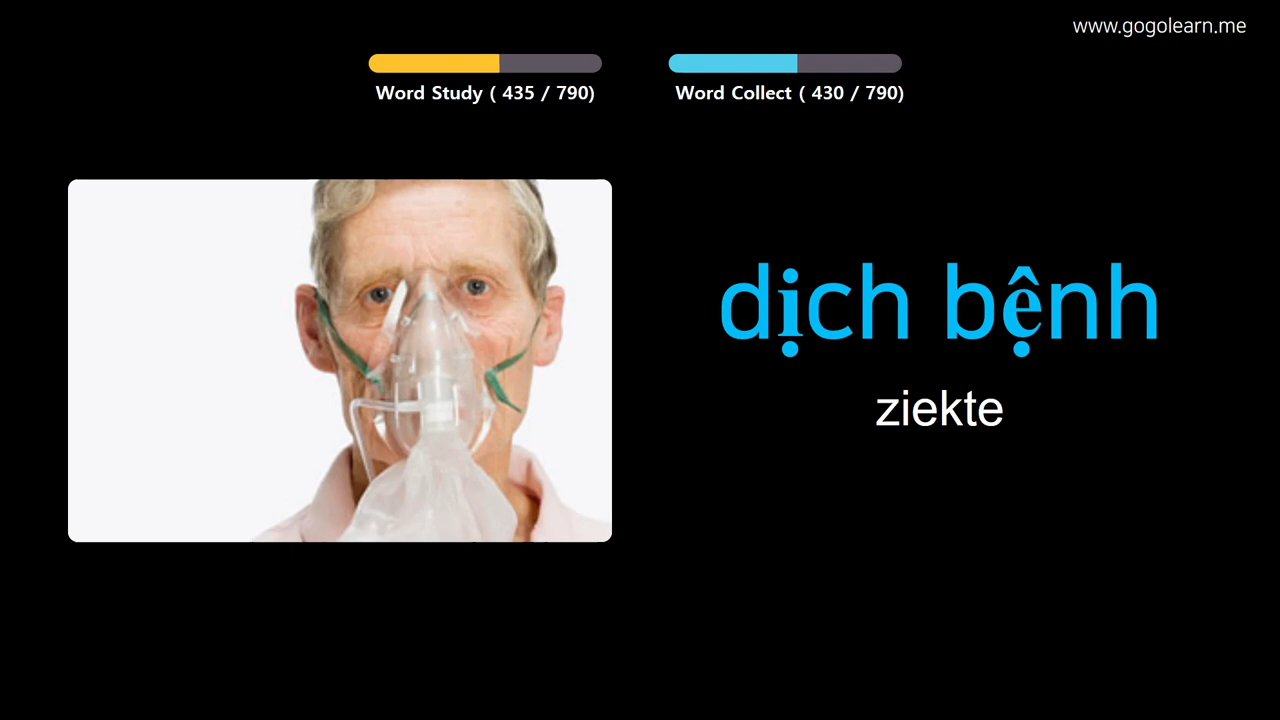 www.gogolearn.me
Word Study ( 435 / 790)
Word Collect ( 430 / 790)
dịch bệnh
ziekte